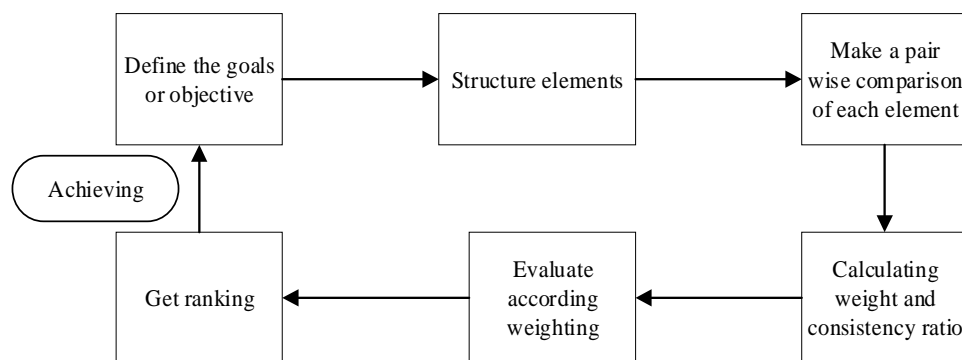 Define the goals
or objective
Structure elements
Make a pair
wise comparison
of each element
Achieving
Get ranking
Evaluate
according
weighting
Calculating
weight and
consistency ratio